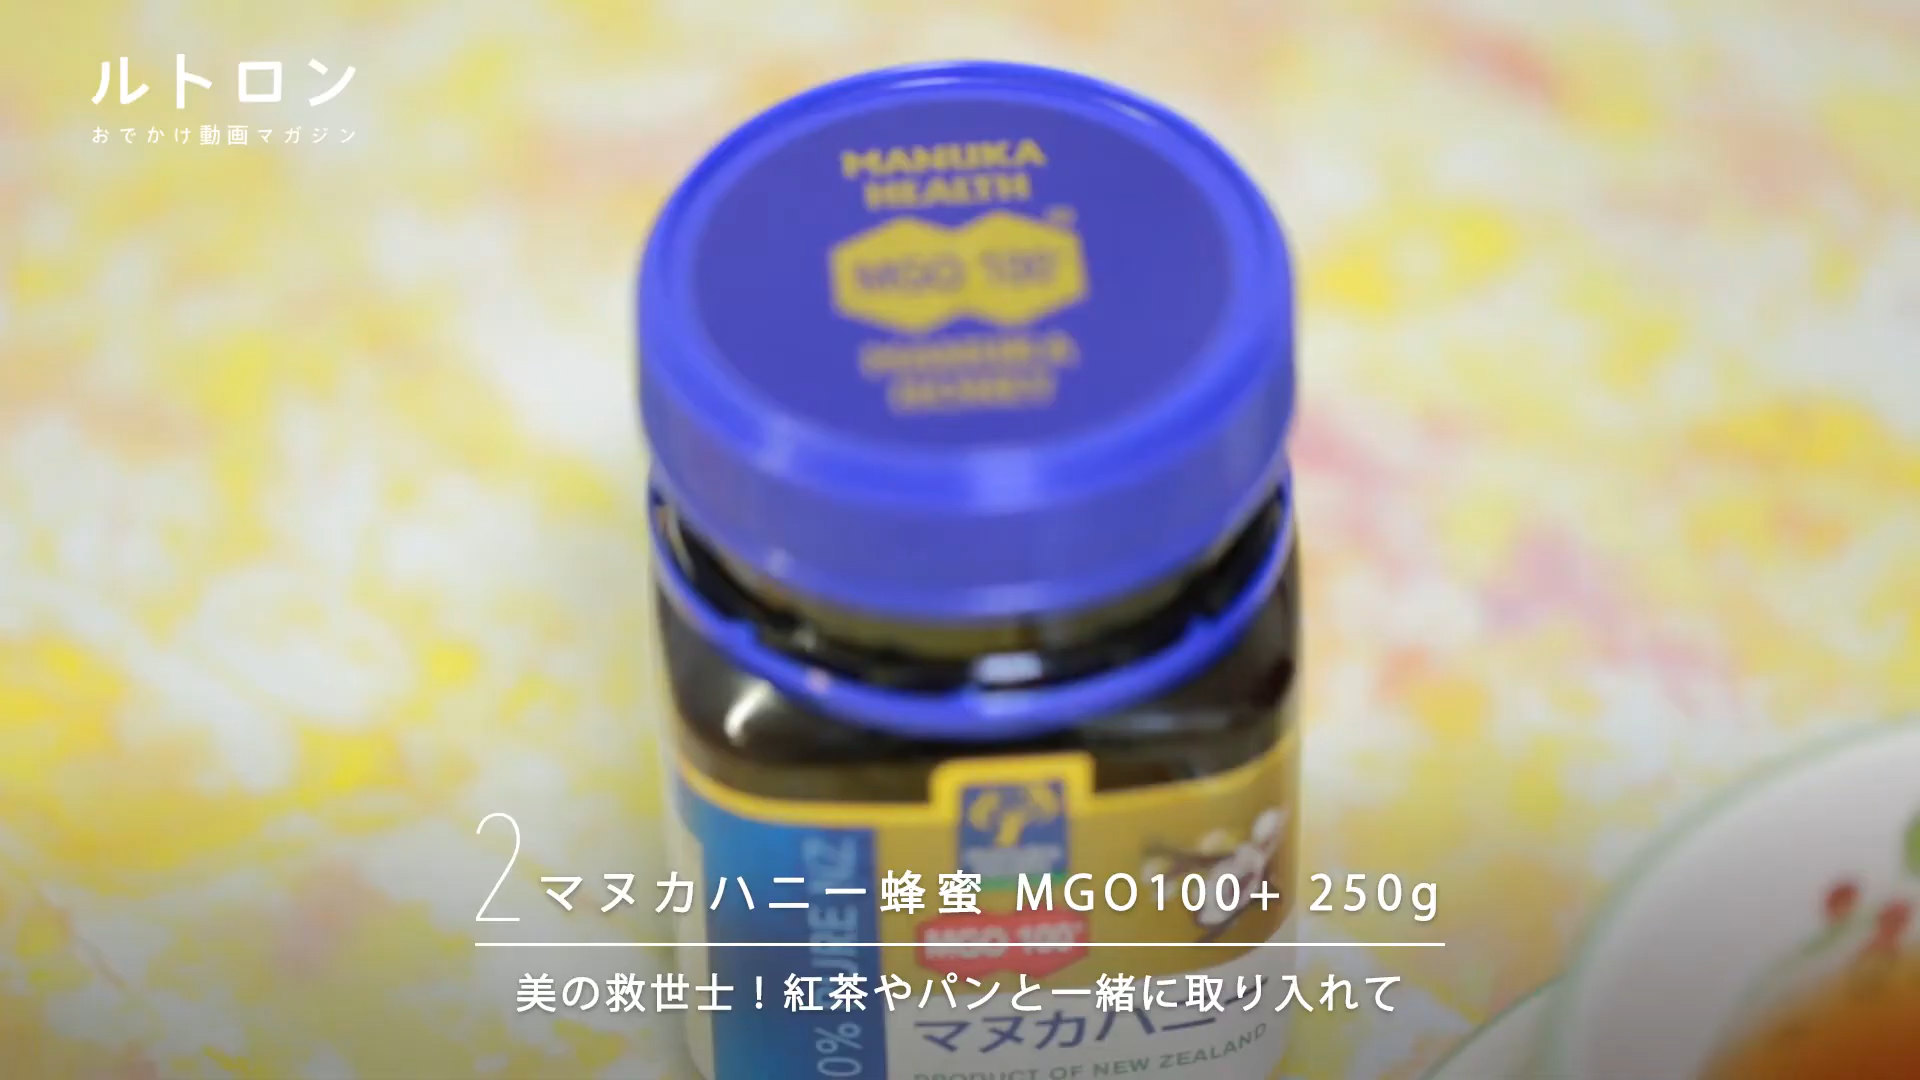 ルトロン
おでかけ動画マガジン
MANUKA
HEALTH
MGO 100+
MANUKA
HONEY
2 マヌカハニー蜂蜜 MGO100+ 250g
MGO 100+
美の救世士！紅茶やパンと一緒に取り入れて
マヌカハニー
PRODUCT OF NEW ZEALAND